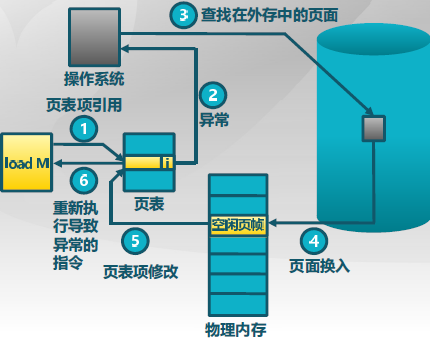 3 查找在外存中的页面
操作系统
页表项引用
2
异常
1
load M
i
6
页表
重新执
行导致
异常的
指令
空闲页帧
5
页表项修改
4
页面换入
物理内存